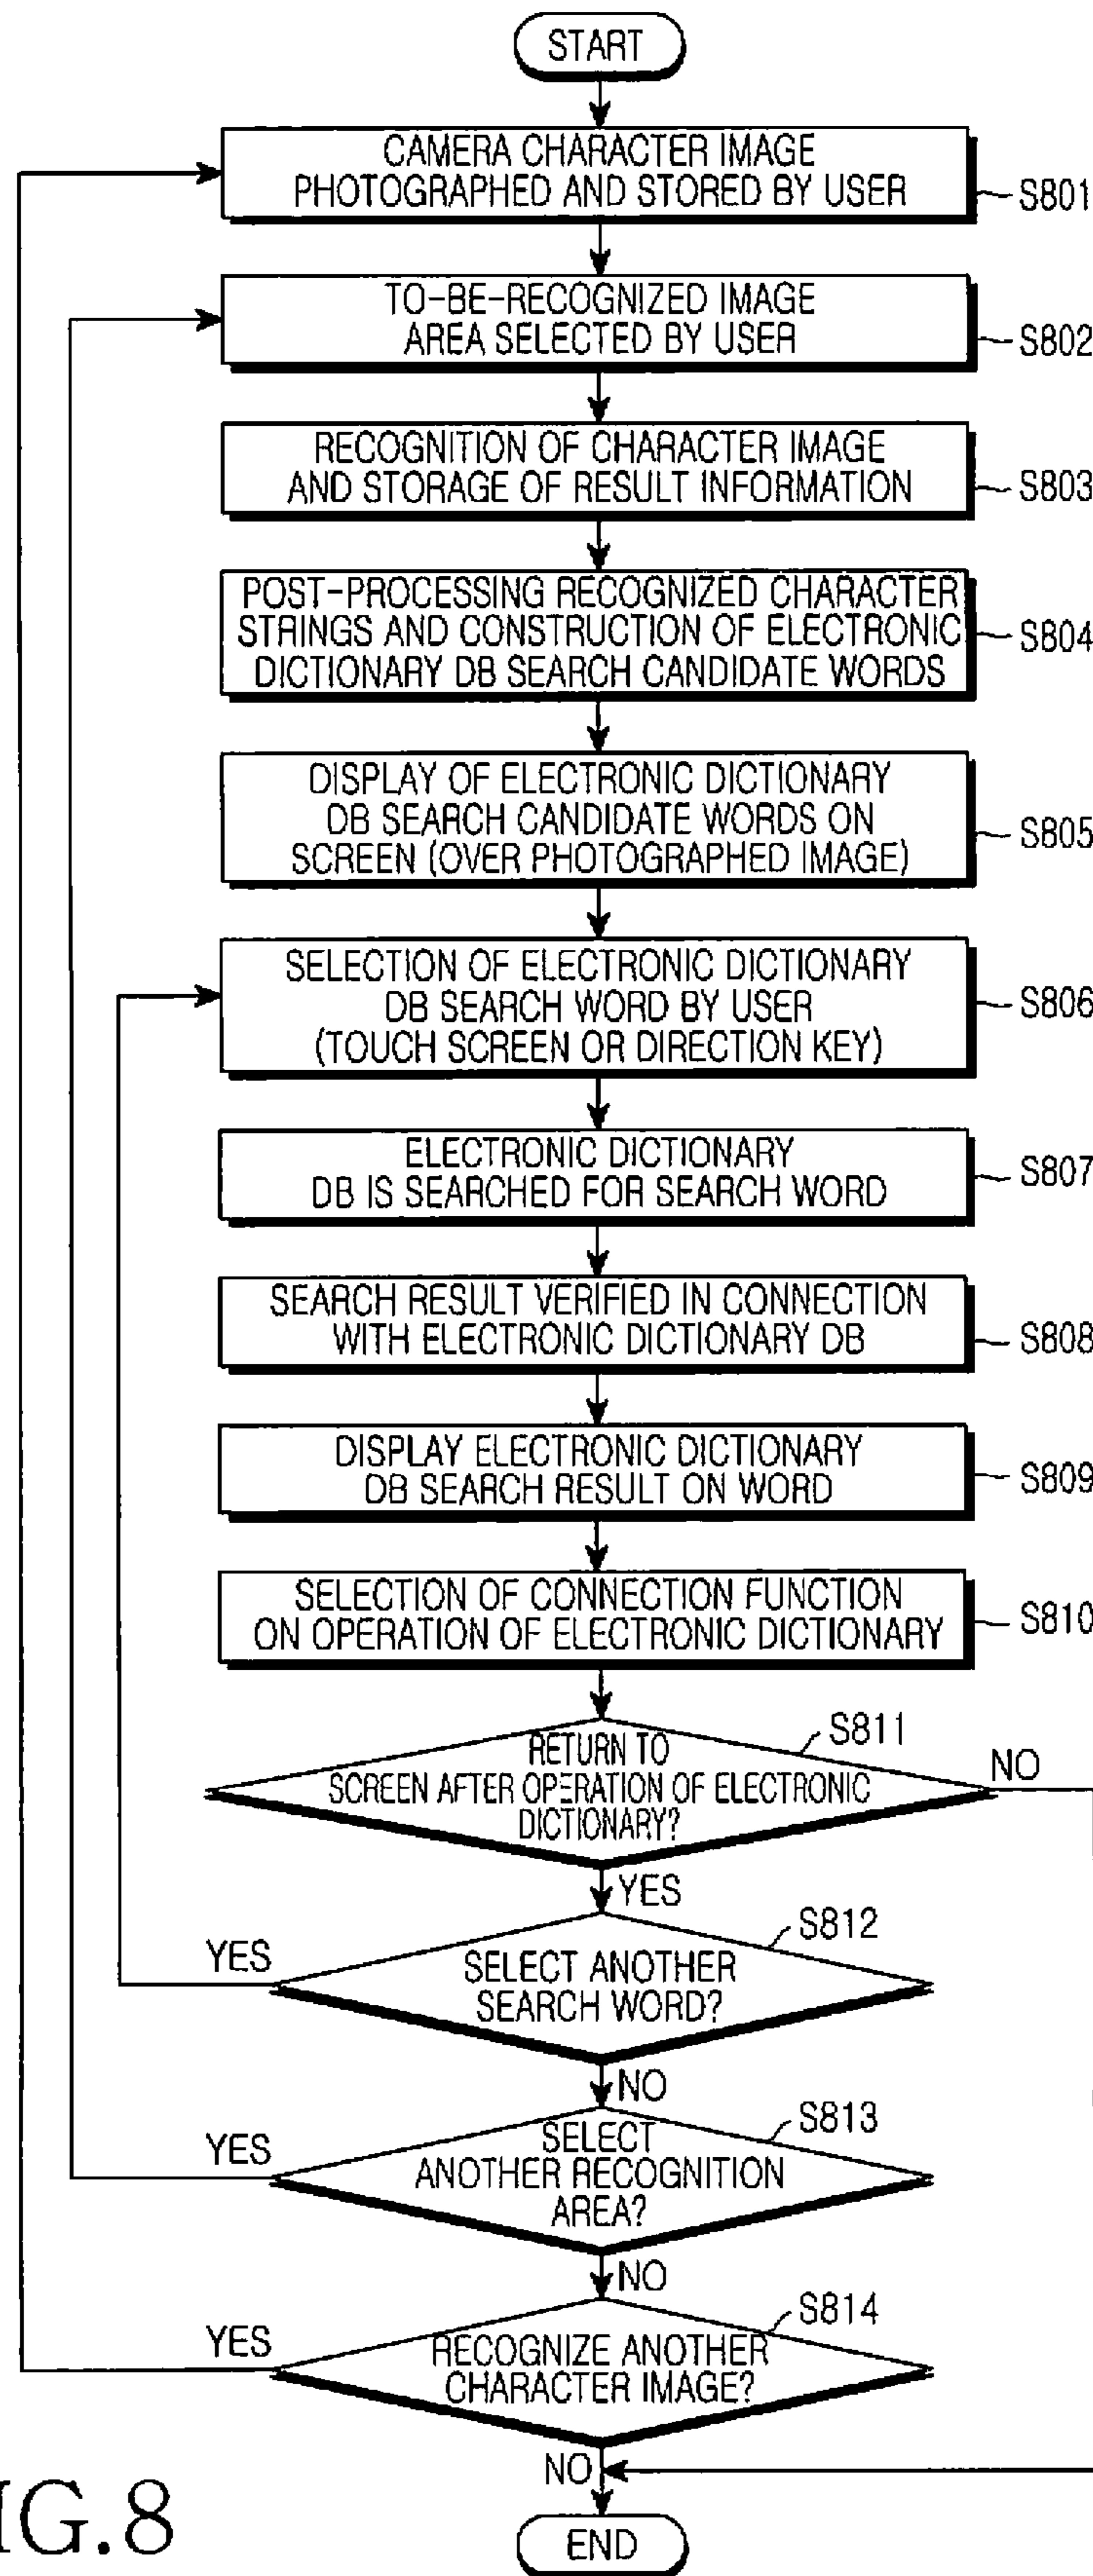 START
CAMERA CHARACTER IMAGE
PHOTOGRAPHED AND STORED BY USER
S801
TO-BE-RECOGNIZED IMAGE
AREA SELECTED BY USER
S802
RECOGNITION OF CHARACTER IMAGE
AND STORAGE OF RESULT INFORMATION
S803
POST-PROCESSING RECOGNIZED CHARACTER
STRINGS AND CONSTRUCTION OF ELECTRONIC
DICTIONARY DB SEARCH CANDIDATE WORDS
S804
DISPLAY OF ELECTRONIC DICTIONARY
DB SEARCH CANDIDATE WORDS ON
SCREEN (OVER PHOTOGRAPHED IMAGE)
S805
SELECTION OF ELECTRONIC DICTIONARY
DB SEARCH WORD BY USER
(TOUCH SCREEN OR DIRECTION KEY)
S806
ELECTRONIC DICTIONARY
DB IS SEARCHED FOR SEARCH WORD
S807
SEARCH RESULT VERIFIED IN CONNECTION
WITH ELECTRONIC DICTIONARY DB
S808
DISPLAY ELECTRONIC DICTIONARY
DB SEARCH RESULT ON WORD
S809
SELECTION OF CONNECTION FUNCTION
ON OPERATION OF ELECTRONIC DICTIONARY
S810
S811
RETURN TO
SCREEN AFTER OPERATION OF ELECTRONIC
DICTIONARY?
NO
YES
S812
YES
SELECT ANOTHER
SEARCH WORD?
NO
S813
YES
SELECT
ANOTHER RECOGNITION
AREA?
NO
S814
YES
RECOGNIZE ANOTHER
CHARACTER IMAGE?
NO
END
IG.8